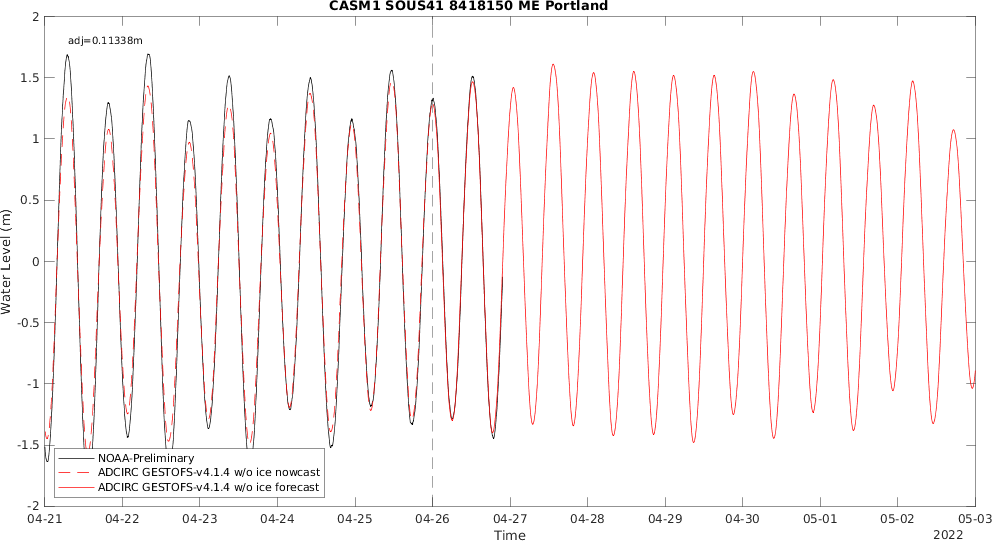 CASM1 SOUS41 8418150 ME Portland
adj=0.11338m
2
1.5
1
0.5
0
-0.5
-1
-1.5
-2
Water Level (m)
NOAA-Preliminary
ADCIRC GESTOFS-v4.1.4 w/o ice nowcast
ADCIRC GESTOFS-v4.1.4 w/o ice forecast
04-21 04-22 04-23 04-24 04-25 04-26 04-27 04-28 04-29 04-30 05-01 05-02 05-03
Time
2022